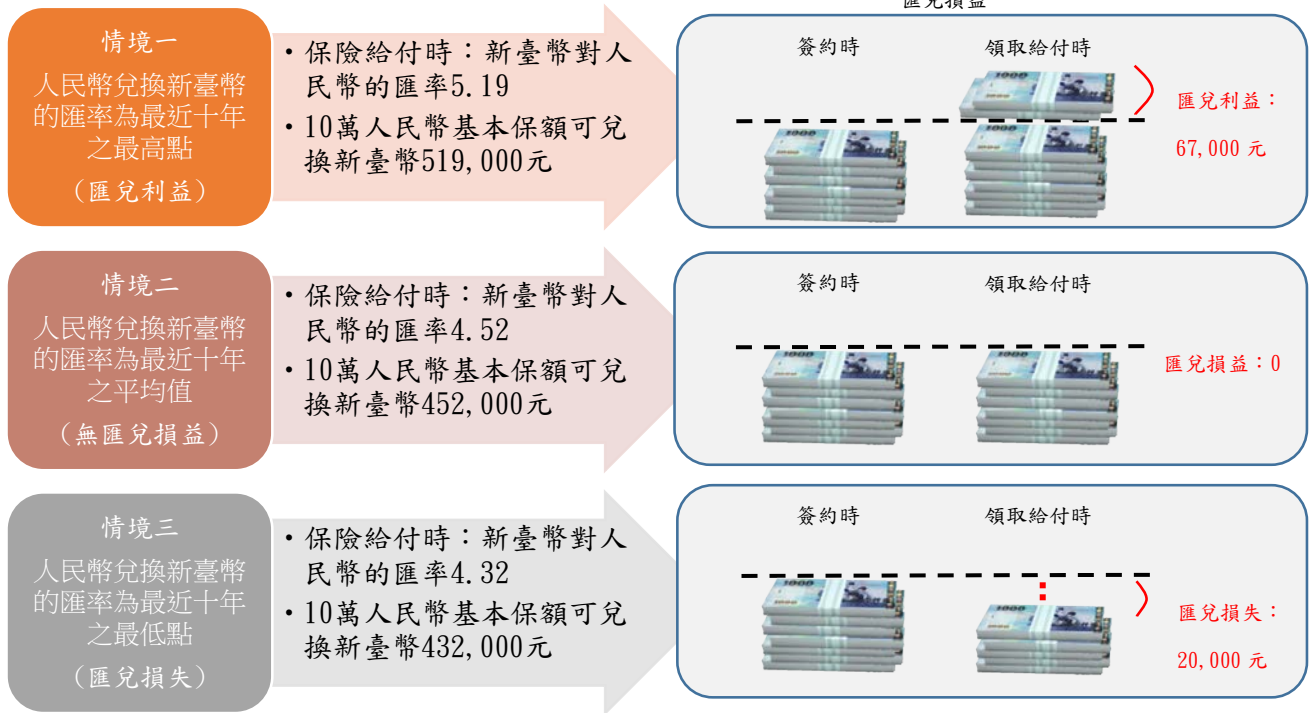 匯兌損益
情境一
人民幣兌換新臺幣
的匯率為最近十年
之最高點
(匯兌利益)
•保險給付時：新臺幣對人
民幣的匯率5.19
•10萬人民幣基本保額可兌
換新臺幣519,000元
簽約時
領取給付時
匯兌利益：
67,000 元
情境二
人民幣兌換新臺幣
的匯率為最近十年
之平均值
(無匯兌損益)
•保險給付時：新臺幣對人
民幣的匯率4.52
•10萬人民幣基本保額可兌
換新臺幣452,000元
簽約時
領取給付時
匯兌損益：0
情境三
人民幣兌換新臺幣
的匯率為最近十年
之最低點
(匯兌損失)
•保險給付時：新臺幣對人
民幣的匯率4.32
•10萬人民幣基本保額可兌
換新臺幣432,000元
簽約時
領取給付時
匯兌損失：
20,000 元